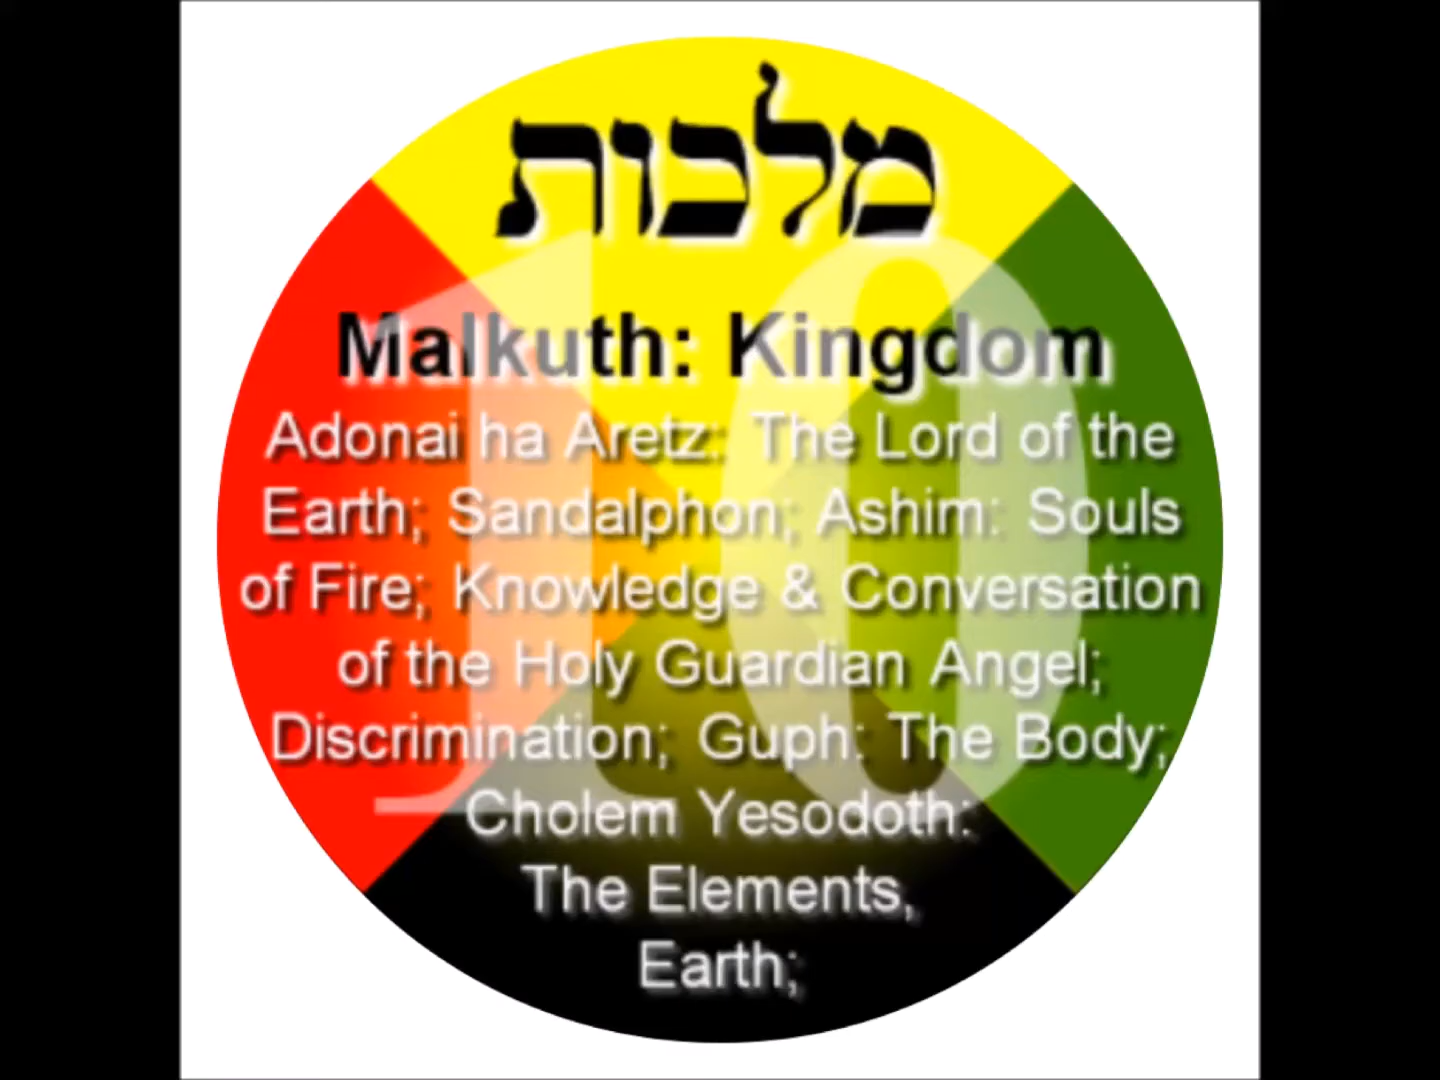 מלכות
10
Malkuth: Kingdom
Adonai ha Aretz: The Lord of the
Earth; Sandalphon; Ashim: Souls
of Fire; Knowledge & Conversation
of the Holy Guardian Angel;
Discrimination; Guph: The Body;
Cholem Yesodoth:
The Elements,
Earth;